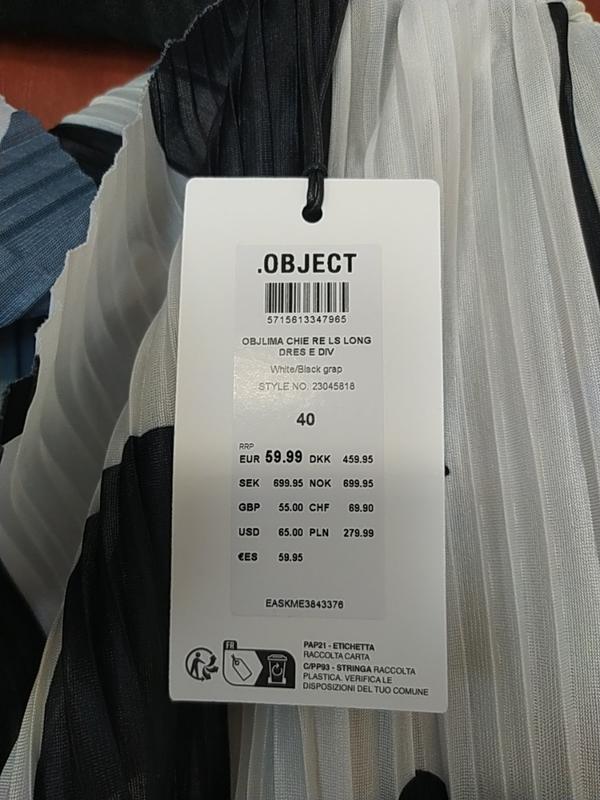 .OBJECT
5715613347965
OBJLIMA CHIE RE LS LONG
DRES E DIV
White/Black grap
STYLE NO. 23045818
40
RRP
EUR 59.99 DKK 459.95
SEK 699.95 NOK 699.95
GBP 55.00 CHF 69.90
USD 65.00 PLN 279.99
€ES 59.95
EASKME3843376
FR
PAP21 - ETICHETTA
RACCOLTA CARTA
C/PP93 - STRINGA RACCOLTA
PLASTICA. VERIFICA LE
DISPOSIZIONI DEL TUO COMUNE